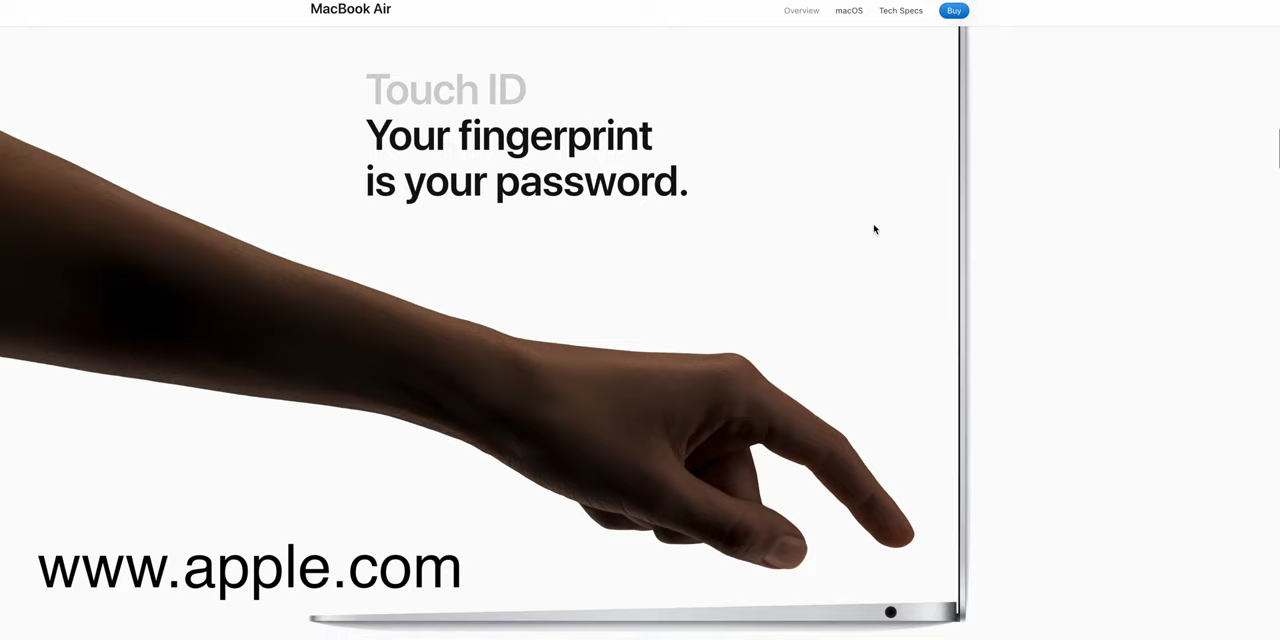 MacBook Air
Overview macOS Tech Specs Buy
Touch ID
Your fingerprint
is your password.
www.apple.com